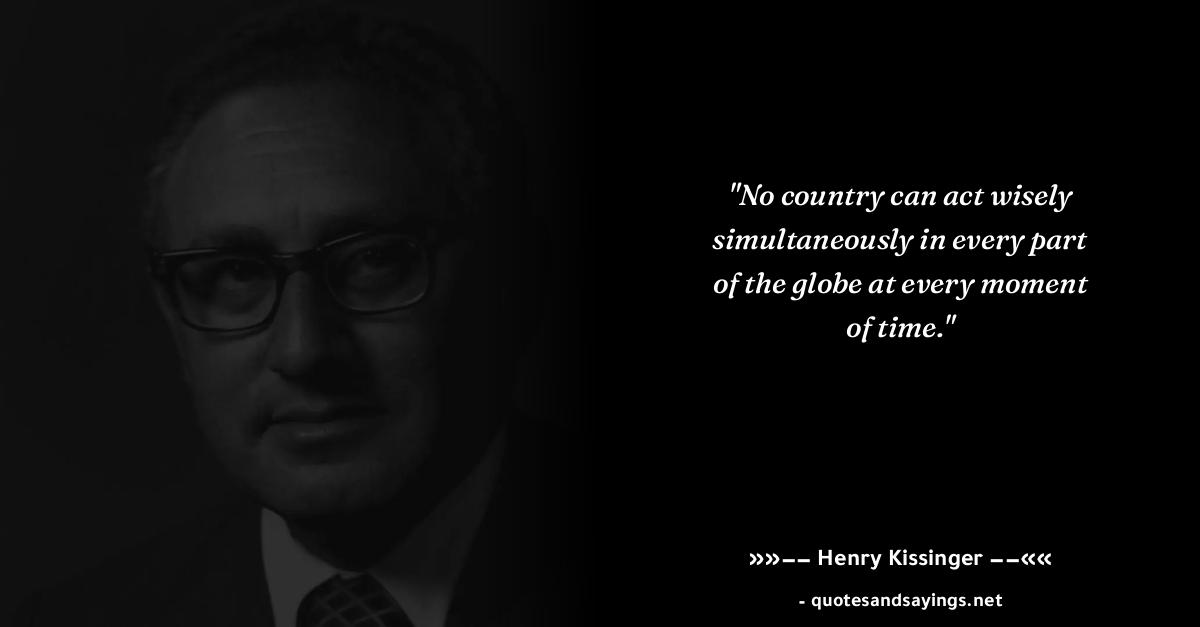 "No country can act wisely
simultaneously in every part
of the globe at every moment
of time."
»»−− Henry Kissinger −−««
- quotesandsayings.net